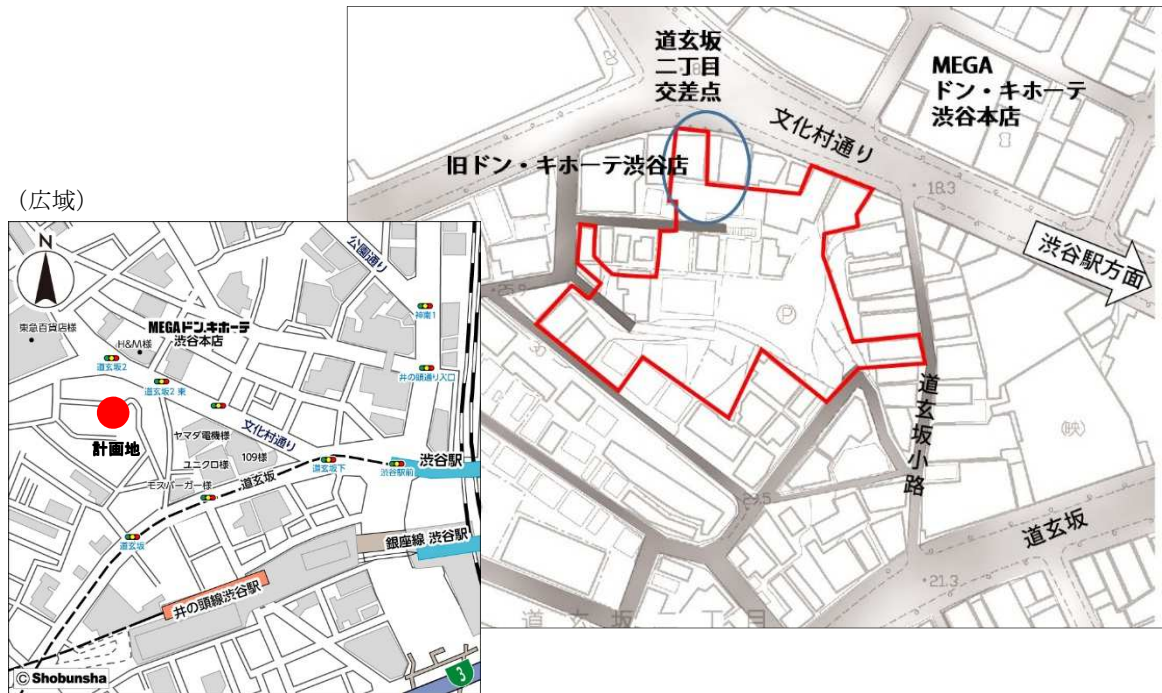 道玄坂
二丁目
交差点
MEGA
ドン・キホーテ
渋谷本店
文化村通り
旧ドン・キホーテ渋谷店
18.3
渋谷駅方面
25.9
道玄坂小路
(映)
29.5
道玄坂
21.3
道玄坂二丁目
(広域)
N
公園通り
神南1
東急百貨店様
MEGAドン.キホーテ
渋谷本店
H&M様
道玄坂2
井の頭通り入口
道玄坂2 東
計画地
文化村通り
ヤマダ電機様
109様
ユニクロ様
道玄坂下
渋谷駅前
渋谷駅
モスバーガー様
道玄坂
道玄坂
銀座線 渋谷駅
井の頭線渋谷駅
3
© Shobunsha